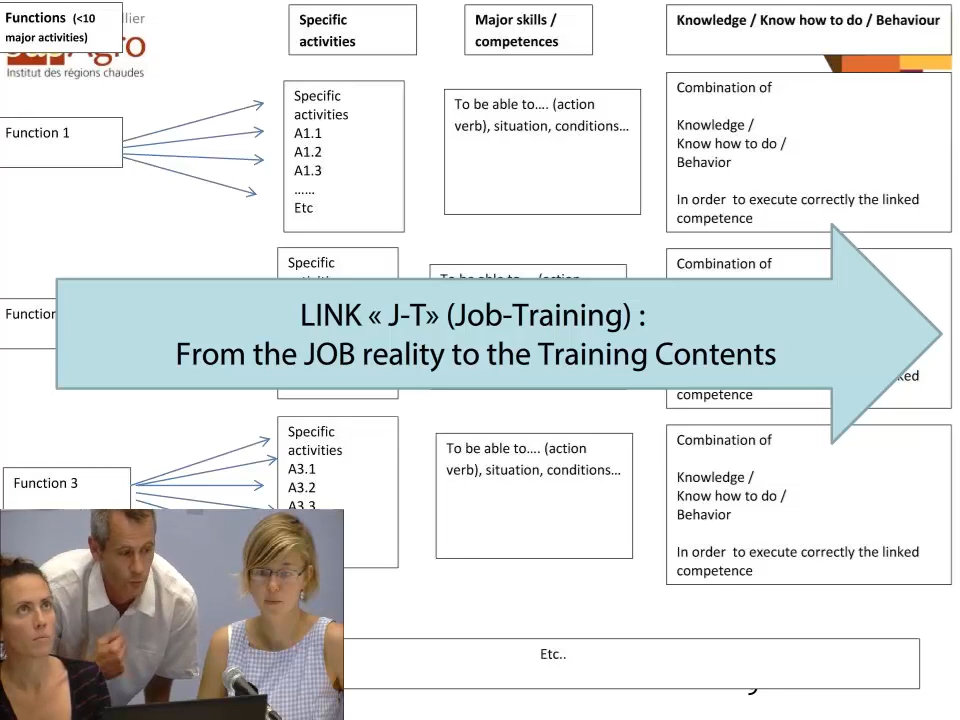 Functions (<10
major activities)
llier
Agro
Institut des régions chaudes
Specific
activities
Major skills /
competences
Knowledge / Know how to do / Behaviour
Function 1
Specific
activities
A1.1
A1.2
A1.3
......
Etc
To be able to.... (action
verb), situation, conditions...
Combination of
Knowledge /
Know how to do /
Behavior
In order to execute correctly the linked
competence
Function
Specific
Combination of
LINK « J-T» (Job-Training) :
From the JOB reality to the Training Contents
competence
Function 3
Specific
activities
A3.1
A3.2
A3.3
To be able to.... (action
verb), situation, conditions...
Combination of
Knowledge /
Know how to do /
Behavior
In order to execute correctly the linked
competence
Etc..